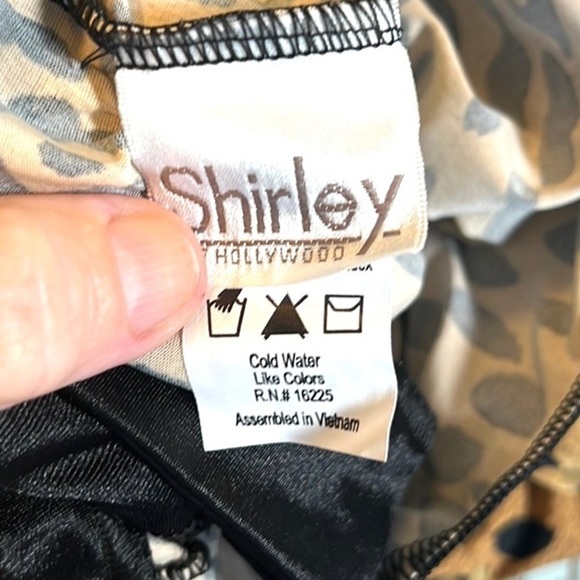 Shirley
HOLLYWOOD
Cold Water
Like Colors
R.N.# 16225
Assembled in Vietnam